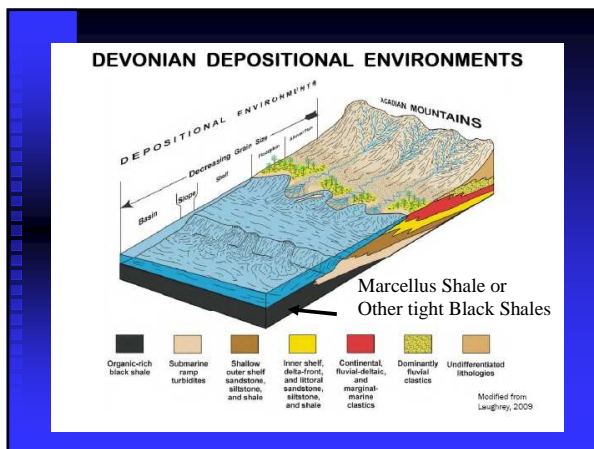 DEVONIAN DEPOSITIONAL ENVIRONMENTS
DEPOSITIONAL ENVIRONMENTS
ACADIAN MOUNTAINS
Decreasing Grain Size
Basin
Slope
Shelf
Floodplain
Alluvial Plain
Marcellus Shale or
Other tight Black Shales
Organic-rich
black shale
Submarine
ramp
turbidites
Shallow
outer shelf
sandstone,
siltstone,
and shale
Inner shelf,
delta-front,
and littoral
sandstone,
siltstone,
and shale
Continental,
fluvial-deltaic,
and
marginal-
marine
clastics
Dominantly
fluvial
clastics
Undifferentiated
lithologies
Modified from
Laughrey, 2009